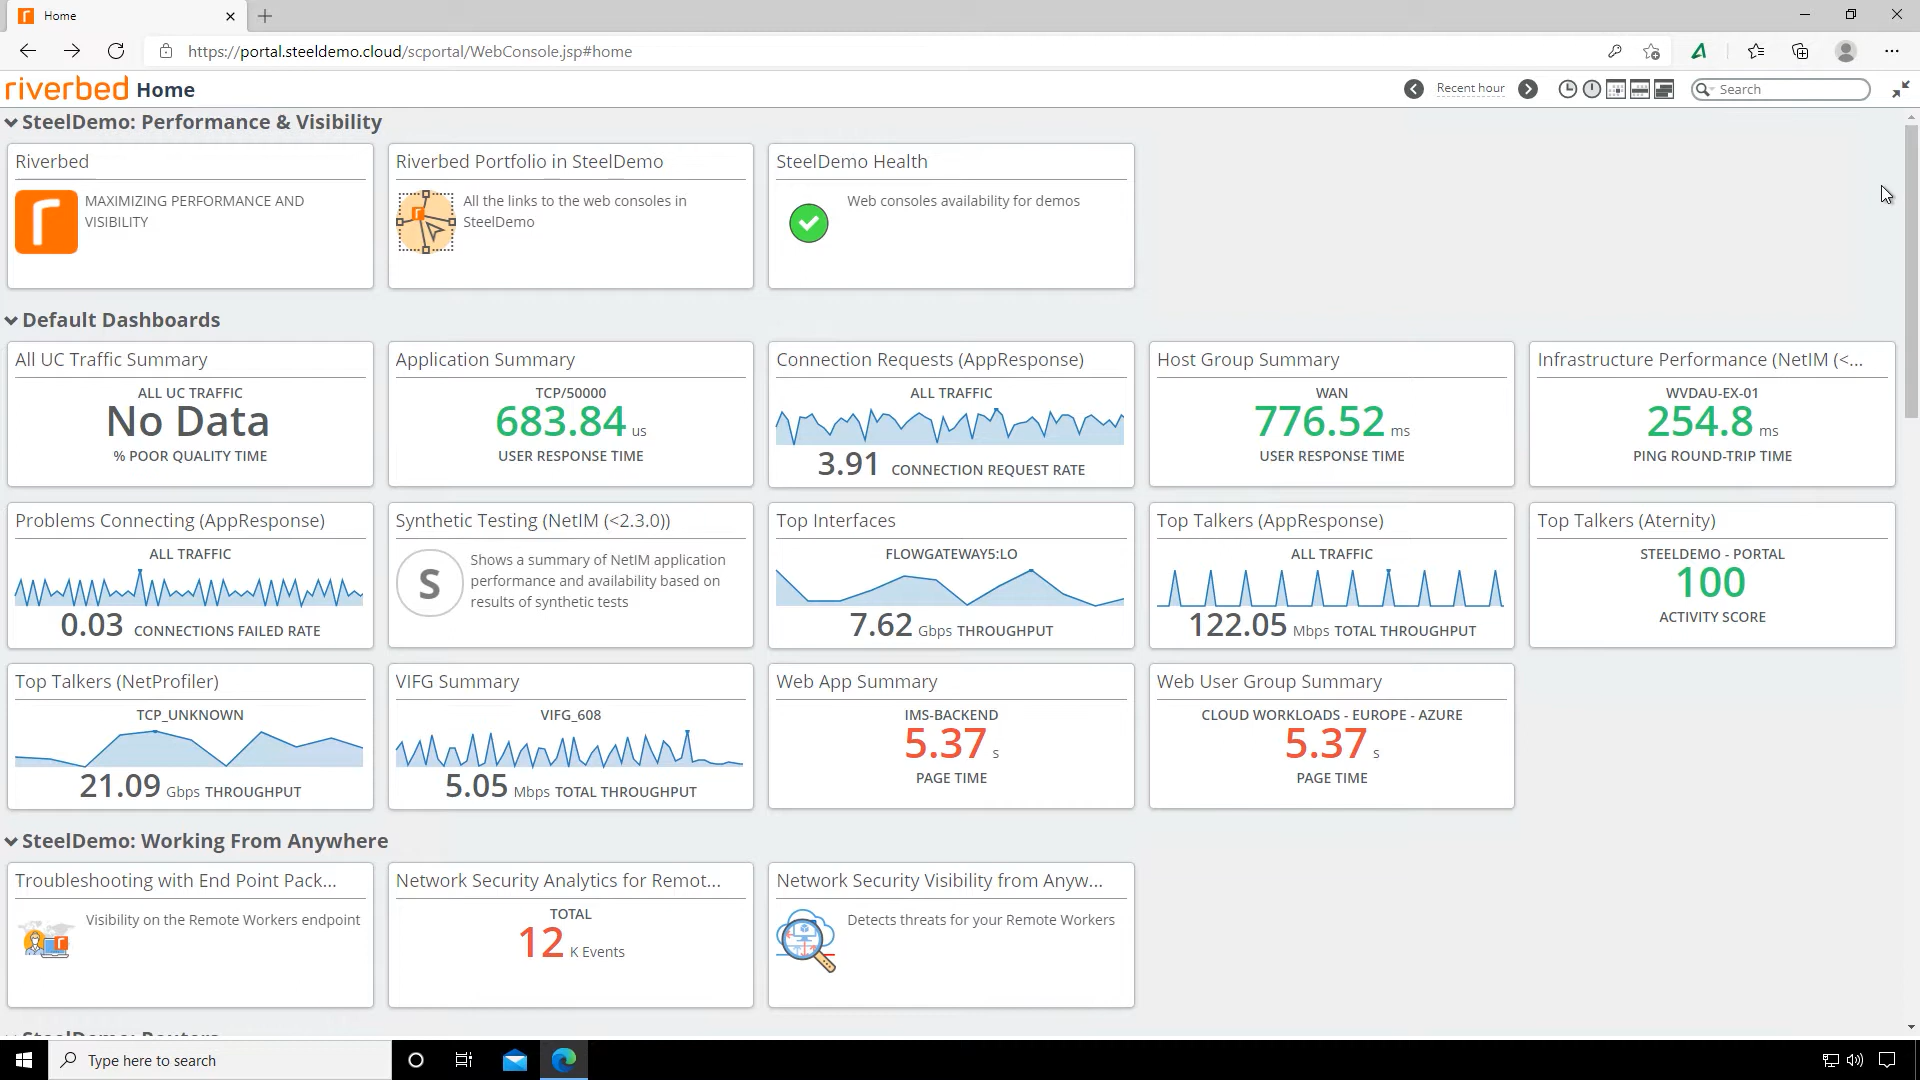 Home
https://portal.steeldemo.cloud/scportal/WebConsole.jsp#home
riverbed Home
Recent hour
Search
SteelDemo: Performance & Visibility
Riverbed
MAXIMIZING PERFORMANCE AND
VISIBILITY
Riverbed Portfolio in SteelDemo
All the links to the web consoles in
SteelDemo
SteelDemo Health
Web consoles availability for demos
Default Dashboards
All UC Traffic Summary
ALL UC TRAFFIC
No Data
% POOR QUALITY TIME
Application Summary
TCP/50000
683.84 us
USER RESPONSE TIME
Connection Requests (AppResponse)
ALL TRAFFIC
3.91 CONNECTION REQUEST RATE
Host Group Summary
WAN
776.52 ms
USER RESPONSE TIME
Infrastructure Performance (NetIM (<...
WVDAU-EX-01
254.8 ms
PING ROUND-TRIP TIME
Problems Connecting (AppResponse)
ALL TRAFFIC
0.03 CONNECTIONS FAILED RATE
Synthetic Testing (NetIM (<2.3.0))
S
Shows a summary of NetIM application
performance and availability based on
results of synthetic tests
Top Interfaces
FLOWGATEWAY5:LO
7.62 Gbps THROUGHPUT
Top Talkers (AppResponse)
ALL TRAFFIC
122.05 Mbps TOTAL THROUGHPUT
Top Talkers (Aternity)
STEELDEMO - PORTAL
100
ACTIVITY SCORE
Top Talkers (NetProfiler)
TCP_UNKNOWN
21.09 Gbps THROUGHPUT
VIFG Summary
VIFG_608
5.05 Mbps TOTAL THROUGHPUT
Web App Summary
IMS-BACKEND
5.37 s
PAGE TIME
Web User Group Summary
CLOUD WORKLOADS - EUROPE - AZURE
5.37 s
PAGE TIME
SteelDemo: Working From Anywhere
Troubleshooting with End Point Pack...
Visibility on the Remote Workers endpoint
Network Security Analytics for Remot...
TOTAL
12 K Events
Network Security Visibility from Anyw...
Detects threats for your Remote Workers
SteelDemo: Routers
Type here to search